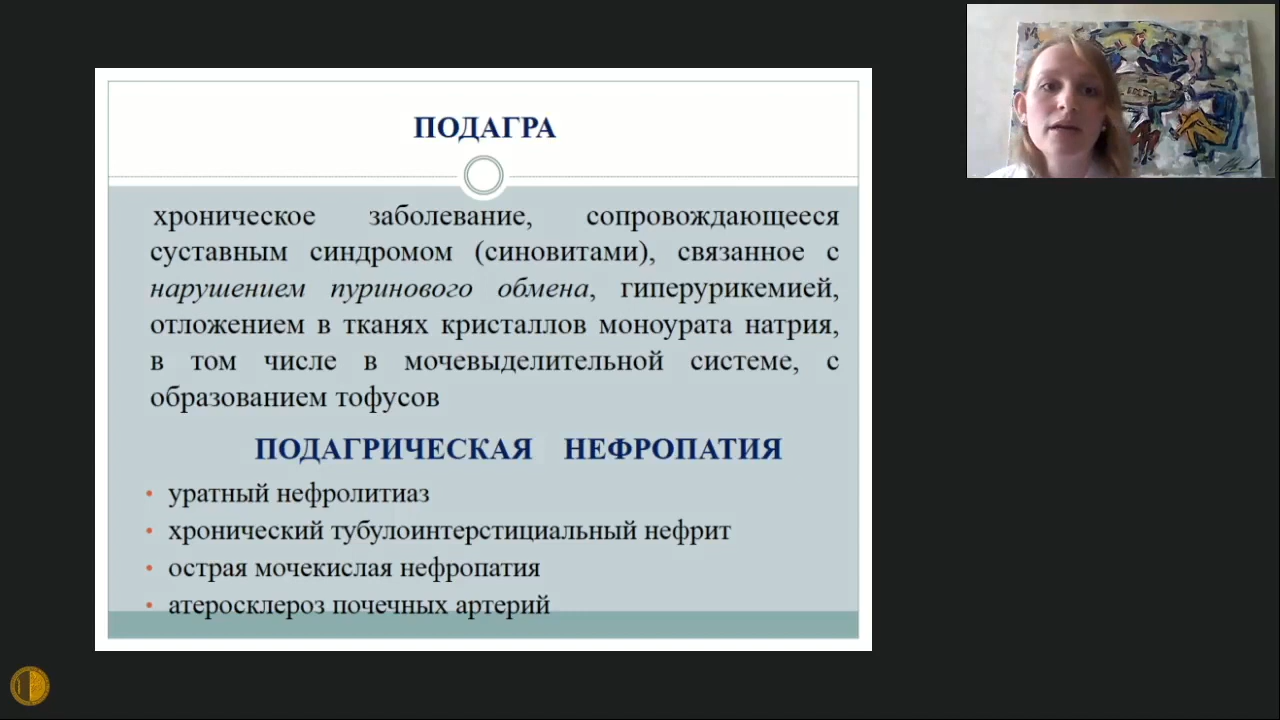 ПОДАГРА
хроническое заболевание, сопровождающееся
суставным синдромом (синовитами), связанное с
нарушением пуринового обмена, гиперурикемией,
отложением в тканях кристаллов моноурата натрия,
в том числе в мочевыделительной системе, с
образованием тофусов
ПОДАГРИЧЕСКАЯ НЕФРОПАТИЯ
• уратный нефролитиаз
• хронический тубулоинтерстициальный нефрит
• острая мочекислая нефропатия
• атеросклероз почечных артерий